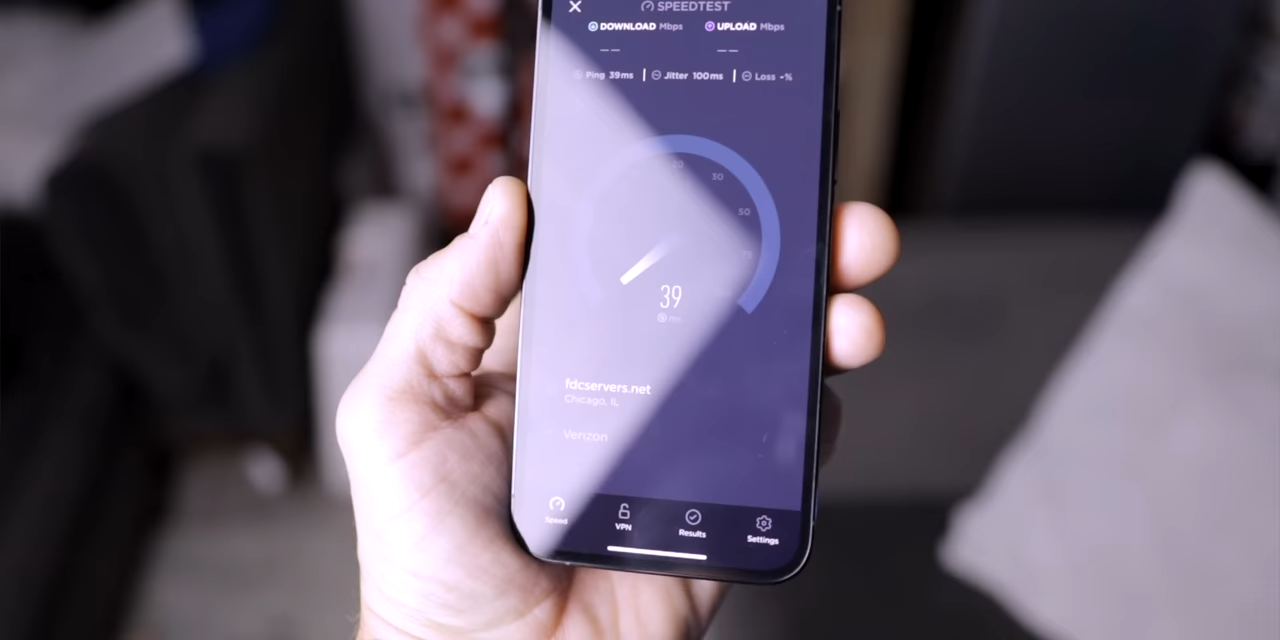 SPEEDTEST
DOWNLOAD Mbps UPLOAD Mbps
— — — —
Ping 39ms Jitter 100ms Loss -%
20
30
50
39
ms
fdcservers.net
Chicago, IL
Verizon
Speed VPN Results Settings